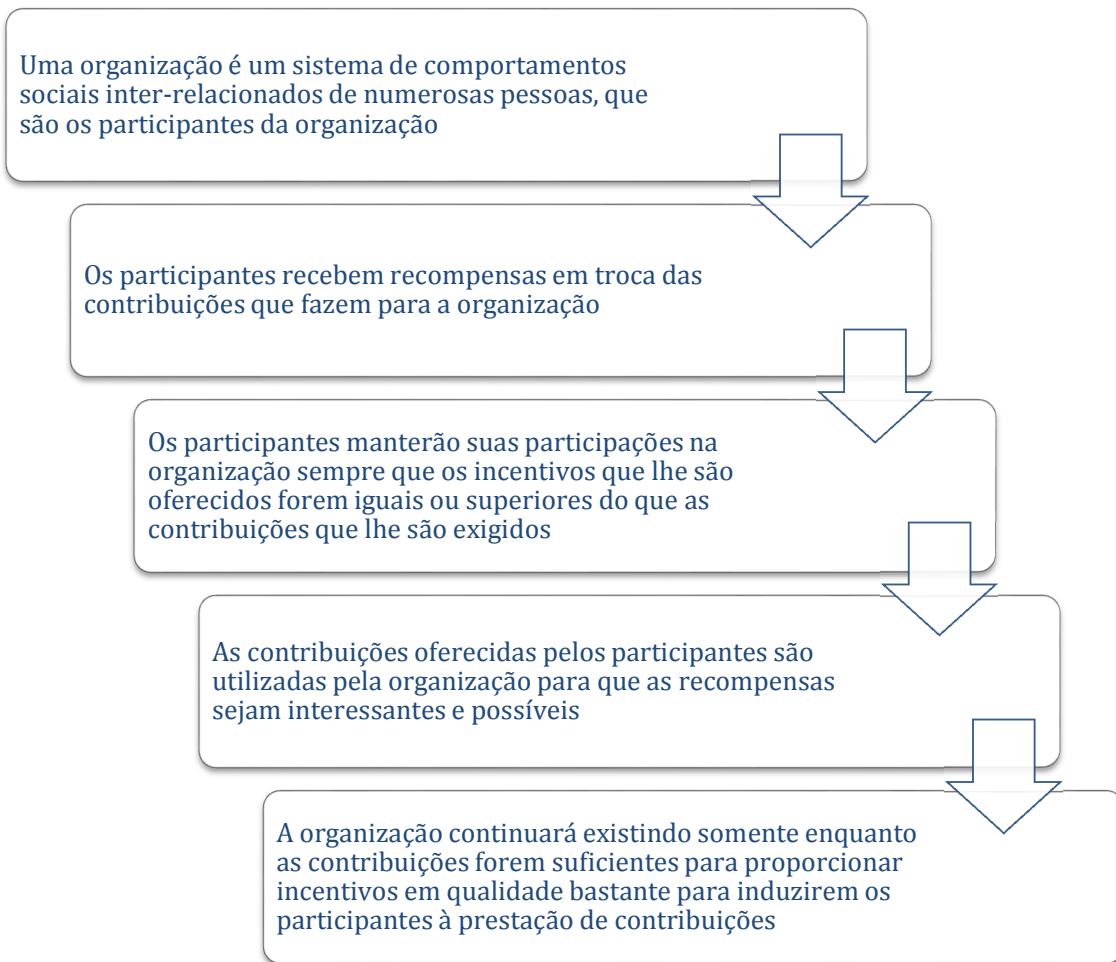 Uma organização é um sistema de comportamentos
sociais inter-relacionados de numerosas pessoas, que
são os participantes da organização
Os participantes recebem recompensas em troca das
contribuições que fazem para a organização
Os participantes manterão suas participações na
organização sempre que os incentivos que lhe são
oferecidos forem iguais ou superiores do que as
contribuições que lhe são exigidos
As contribuições oferecidas pelos participantes são
utilizadas pela organização para que as recompensas
sejam interessantes e possíveis
A organização continuará existindo somente enquanto
as contribuições forem suficientes para proporcionar
incentivos em qualidade bastante para induzirem os
participantes à prestação de contribuições